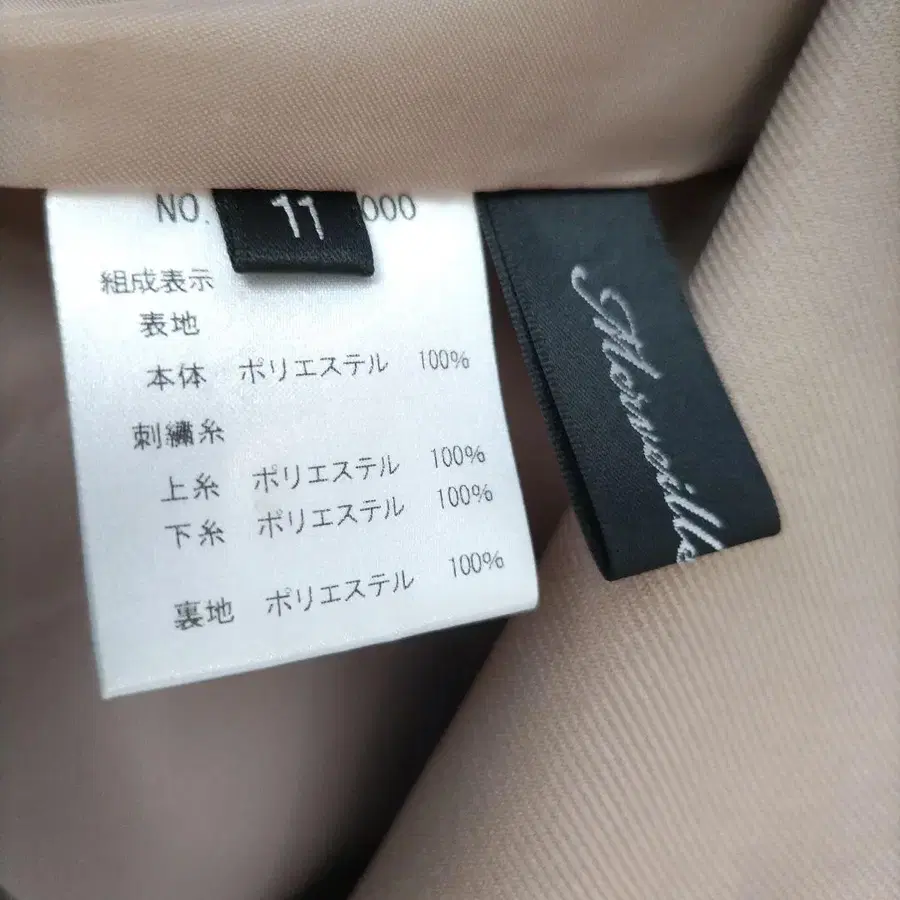 NO. 000
11
組成表示
表地
本体 ポリエステル 100%
刺繍糸
上糸 ポリエステル 100%
下糸 ポリエステル 100%
裏地 ポリエステル 100%